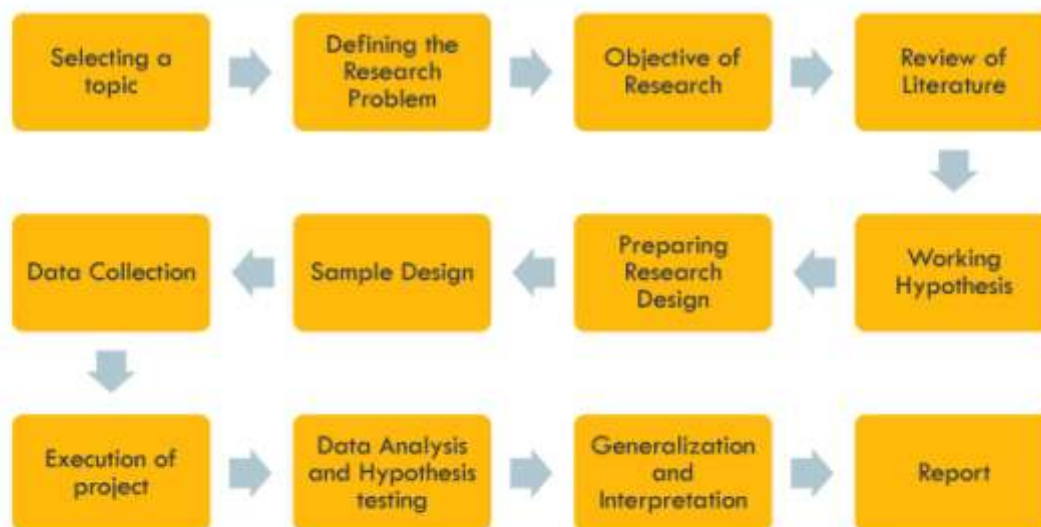 Selecting a
topic
Defining the
Research
Problem
Objective of
Research
Review of
Literature
Working
Hypothesis
Preparing
Research
Design
Sample Design
Data Collection
Execution of
project
Data Analysis
and Hypothesis
testing
Generalization
and
Interpretation
Report